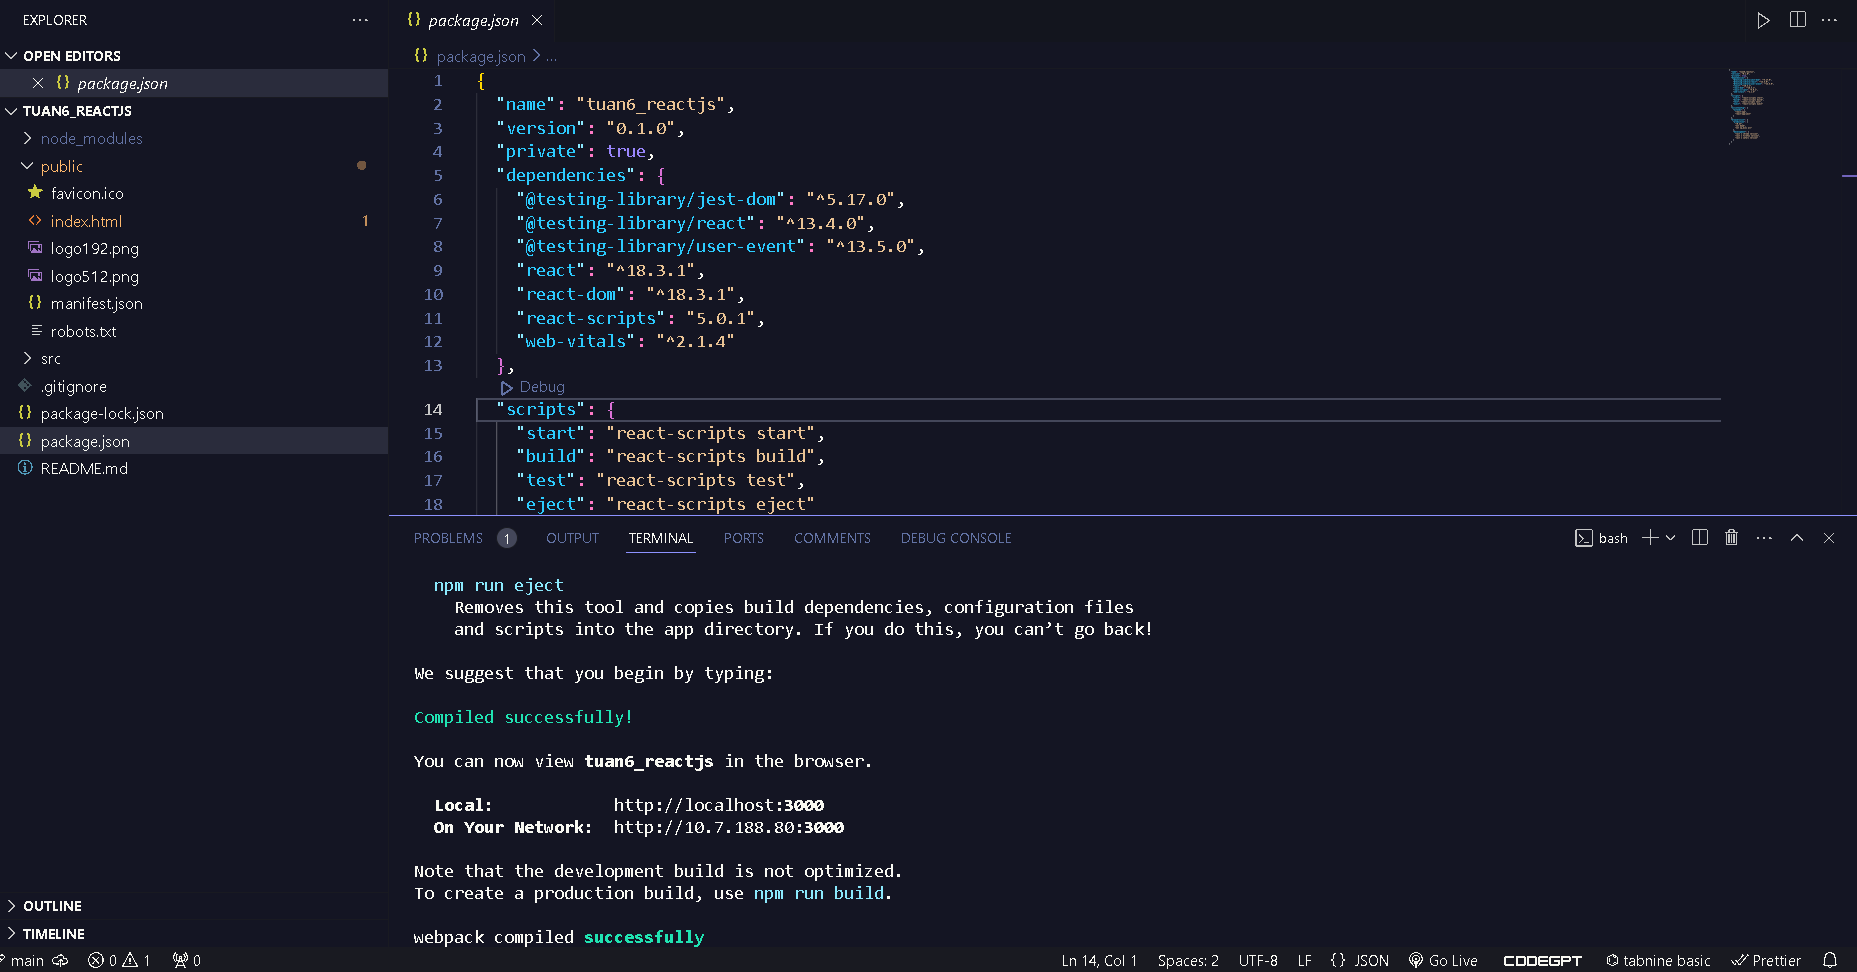 EXPLORER
OPEN EDITORS
package.json
TUAN6_REACTJS
node_modules
public
favicon.ico
index.html 1
logo192.png
logo512.png
manifest.json
robots.txt
src
.gitignore
package-lock.json
package.json
README.md
OUTLINE
TIMELINE
package.json
package.json > ...
1 {
2 "name": "tuan6_reactjs",
3 "version": "0.1.0",
4 "private": true,
5 "dependencies": {
6 "@testing-library/jest-dom": "^5.17.0",
7 "@testing-library/react": "^13.4.0",
8 "@testing-library/user-event": "^13.5.0",
9 "react": "^18.3.1",
10 "react-dom": "^18.3.1",
11 "react-scripts": "5.0.1",
12 "web-vitals": "^2.1.4"
13 },
Debug
14 "scripts": {
15 "start": "react-scripts start",
16 "build": "react-scripts build",
17 "test": "react-scripts test",
18 "eject": "react-scripts eject"
PROBLEMS 1 OUTPUT TERMINAL PORTS COMMENTS DEBUG CONSOLE bash
npm run eject
Removes this tool and copies build dependencies, configuration files
and scripts into the app directory. If you do this, you can’t go back!
We suggest that you begin by typing:
Compiled successfully!
You can now view tuan6_reactjs in the browser.
Local: http://localhost:3000
On Your Network: http://10.7.188.80:3000
Note that the development build is not optimized.
To create a production build, use npm run build.
webpack compiled successfully
main 0 1 0 Ln 14, Col 1 Spaces: 2 UTF-8 LF {} JSON Go Live CODEGPT tabnine basic Prettier